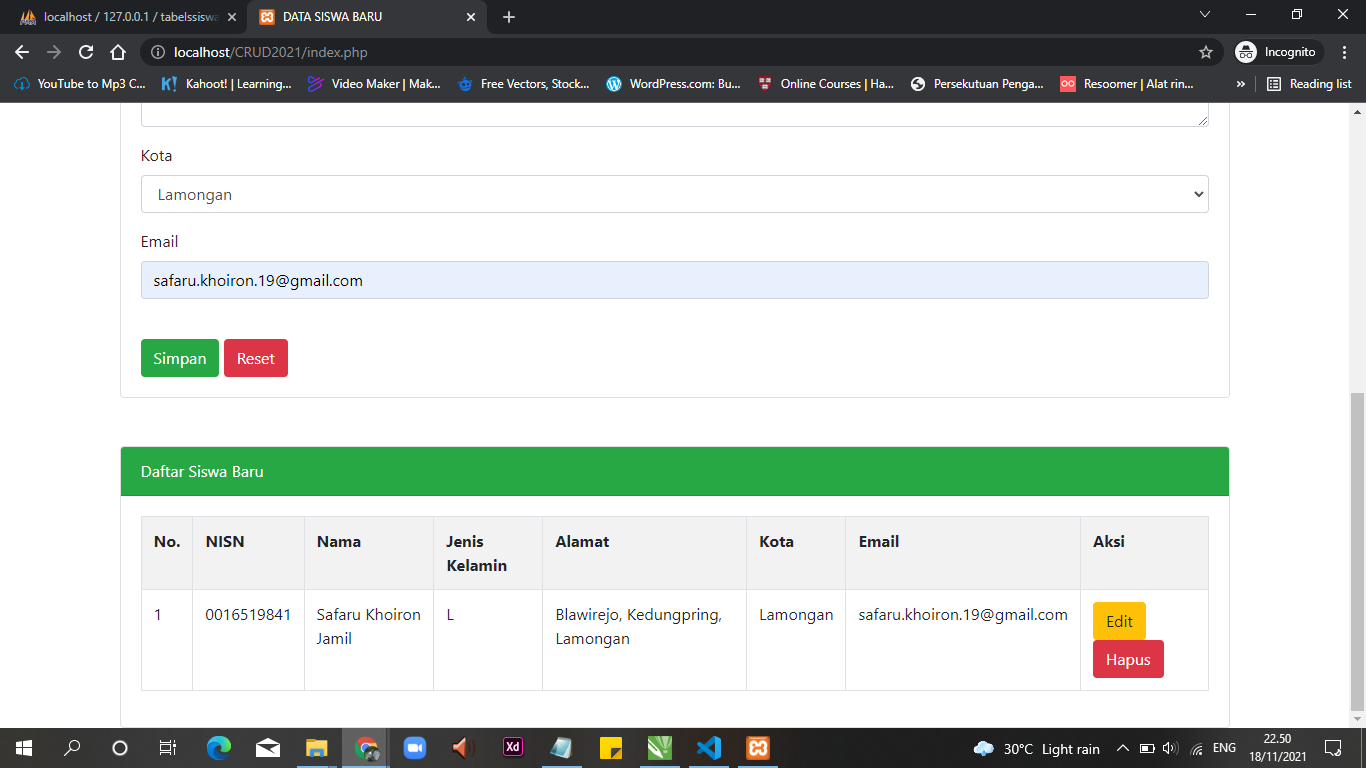 localhost / 127.0.0.1 / tabelssiswa
DATA SISWA BARU
localhost/CRUD2021/index.php
Incognito
YouTube to Mp3 C...
Kahoot! | Learning...
Video Maker | Mak...
Free Vectors, Stock...
WordPress.com: Bu...
Online Courses | Ha...
Persekutuan Penga...
Resoomer | Alat rin...
»
Reading list
Kota
Lamongan
Email
safaru.khoiron.19@gmail.com
Simpan Reset
Daftar Siswa Baru
No. NISN Nama Jenis Kelamin Alamat Kota Email Aksi
1 0016519841 Safaru Khoiron Jamil L Blawirejo, Kedungpring, Lamongan Lamongan safaru.khoiron.19@gmail.com Edit
Hapus
Xd
30°C Light rain
ENG
22.50
18/11/2021